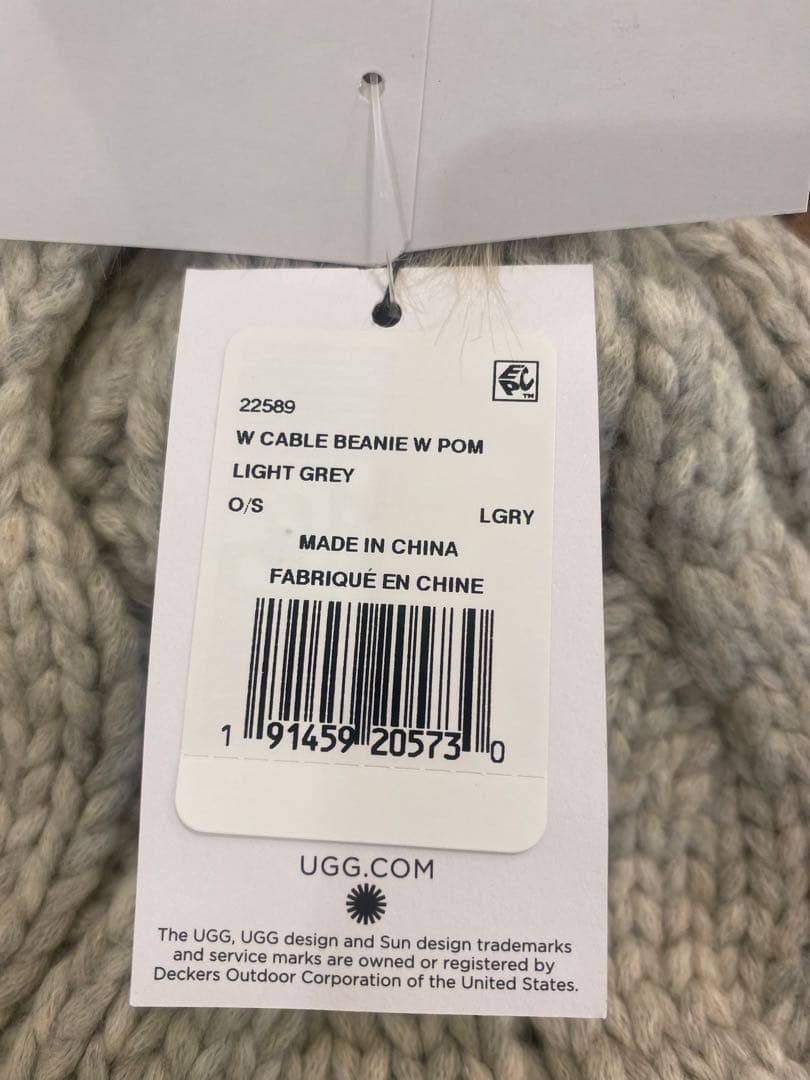 EPC
TM
22589
W CABLE BEANIE W POM
LIGHT GREY
O/S
LGRY
MADE IN CHINA
FABRIQUÉ EN CHINE
1 91459 20573 0
UGG.COM
The UGG, UGG design and Sun design trademarks
and service marks are owned or registered by
Deckers Outdoor Corporation of the United States.